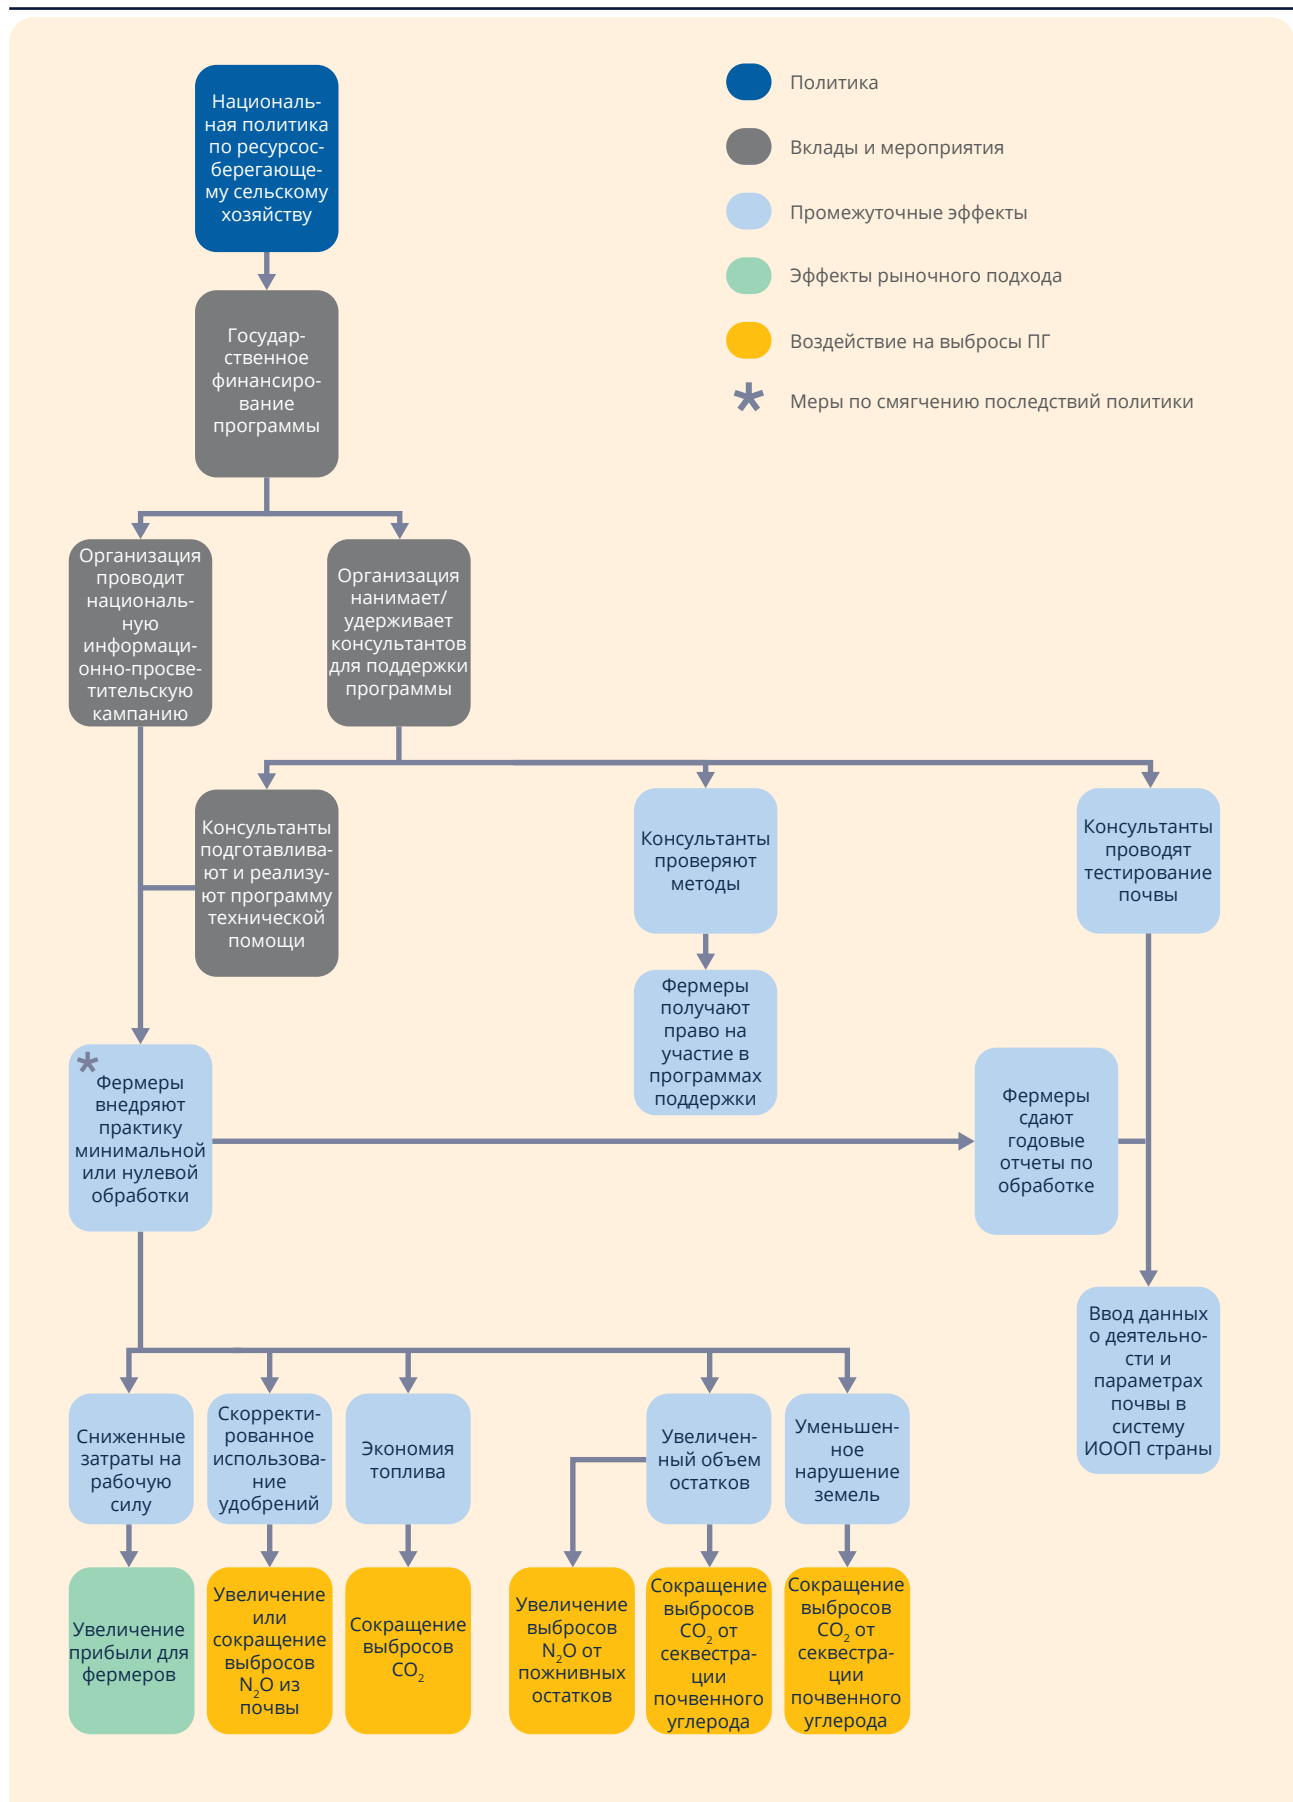 Националь-
ная политика
по ресурсос-
берегающе-
му сельскому
хозяйству
Политика
Вклады и мероприятия
Промежуточные эффекты
Эффекты рыночного подхода
Воздействие на выбросы ПГ
* Меры по смягчению последствий политики
Государ-
ственное
финансиро-
вание
программы
Организация
проводит
националь-
ную
информаци-
онно-просве-
тительскую
кампанию
Организация
нанимает/
удерживает
консультантов
для поддержки
программы
Консультанты
подготавлива-
ют и реализу-
ют программу
технической
помощи
Консультанты
проверяют
методы
Консультанты
проводят
тестирование
почвы
Фермеры
получают
право на
участие в
программах
поддержки
*
Фермеры
внедряют
практику
минимальной
или нулевой
обработки
Фермеры
сдают
годовые
отчеты по
обработке
Ввод данных
о деятельно-
сти и
параметрах
почвы в
систему
ИООП страны
Сниженные
затраты на
рабочую
силу
Скорректи-
рованное
использова-
ние
удобрений
Экономия
топлива
Увеличен-
ный объем
остатков
Уменьшен-
ное
нарушение
земель
Увеличение
прибыли для
фермеров
Увеличение
или
сокращение
выбросов
N₂O из
почвы
Сокращение
выбросов
CO₂
Увеличение
выбросов
N₂O от
пожнивных
остатков
Сокращение
выбросов
CO₂ от
секвестра-
ции
почвенного
углерода
Сокращение
выбросов
CO₂ от
секвестра-
ции
почвенного
углерода